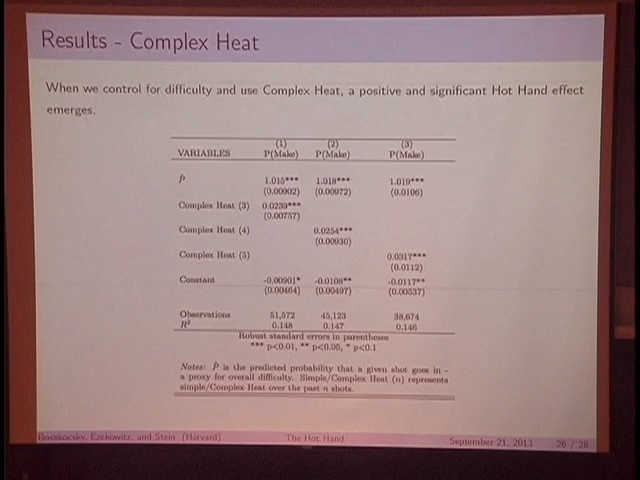 Results - Complex Heat
When we control for difficulty and use Complex Heat, a positive and significant Hot Hand effect
emerges.
(1) (2) (3)
VARIABLES P(Make) P(Make) P(Make)
P̂ 1.015*** 1.018*** 1.019***
(0.00902) (0.00972) (0.0106)
Complex Heat (3) 0.0239***
(0.00757)
Complex Heat (4) 0.0254***
(0.00930)
Complex Heat (5) 0.0317***
(0.0112)
Constant -0.00901* -0.0108** -0.0117**
(0.00464) (0.00497) (0.00537)
Observations 51,572 45,123 38,674
R² 0.148 0.147 0.146
Robust standard errors in parentheses
*** p<0.01, ** p<0.05, * p<0.1
Notes: P̂ is the predicted probability that a given shot goes in -
a proxy for overall difficulty. Simple/Complex Heat (n) represents
simple/Complex Heat over the past n shots.
Bocskocsky, Ezekowitz, and Stein (Harvard) The Hot Hand September 21, 2013 26 / 28